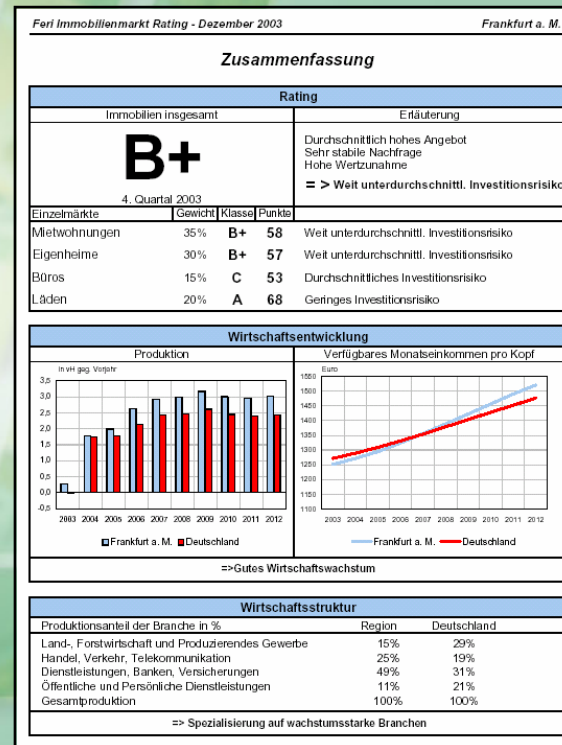 Feri Immobilienmarkt Rating - Dezember 2003 Frankfurt a. M.
Zusammenfassung
Rating
Immobilien insgesamt Erläuterung
B+
Durchschnittlich hohes Angebot
Sehr stabile Nachfrage
Hohe Wertzunahme
= > Weit unterdurchschnittl. Investitionsrisiko
4. Quartal 2003
Einzelmärkte Gewicht Klasse Punkte
Mietwohnungen 35% B+ 58 Weit unterdurchschnittl. Investitionsrisiko
Eigenheime 30% B+ 57 Weit unterdurchschnittl. Investitionsrisiko
Büros 15% C 53 Durchschnittliches Investitionsrisiko
Läden 20% A 68 Geringes Investitionsrisiko
Wirtschaftsentwicklung
Produktion Verfügbares Monatseinkommen pro Kopf
in vH geg. Vorjahr
3,5
3,0
2,5
2,0
1,5
1,0
0,5
0,0
-0,5
2003 2004 2005 2006 2007 2008 2009 2010 2011 2012
Frankfurt a. M. Deutschland
Euro
1550
1500
1450
1400
1350
1300
1250
1200
1150
1100
2003 2004 2005 2006 2007 2008 2009 2010 2011 2012
Frankfurt a. M. Deutschland
=>Gutes Wirtschaftswachstum
Wirtschaftsstruktur
Produktionsanteil der Branche in % Region Deutschland
Land-, Forstwirtschaft und Produzierendes Gewerbe 15% 29%
Handel, Verkehr, Telekommunikation 25% 19%
Dienstleistungen, Banken, Versicherungen 49% 31%
Öffentliche und Persönliche Dienstleistungen 11% 21%
Gesamtproduktion 100% 100%
=> Spezialisierung auf wachstumsstarke Branchen